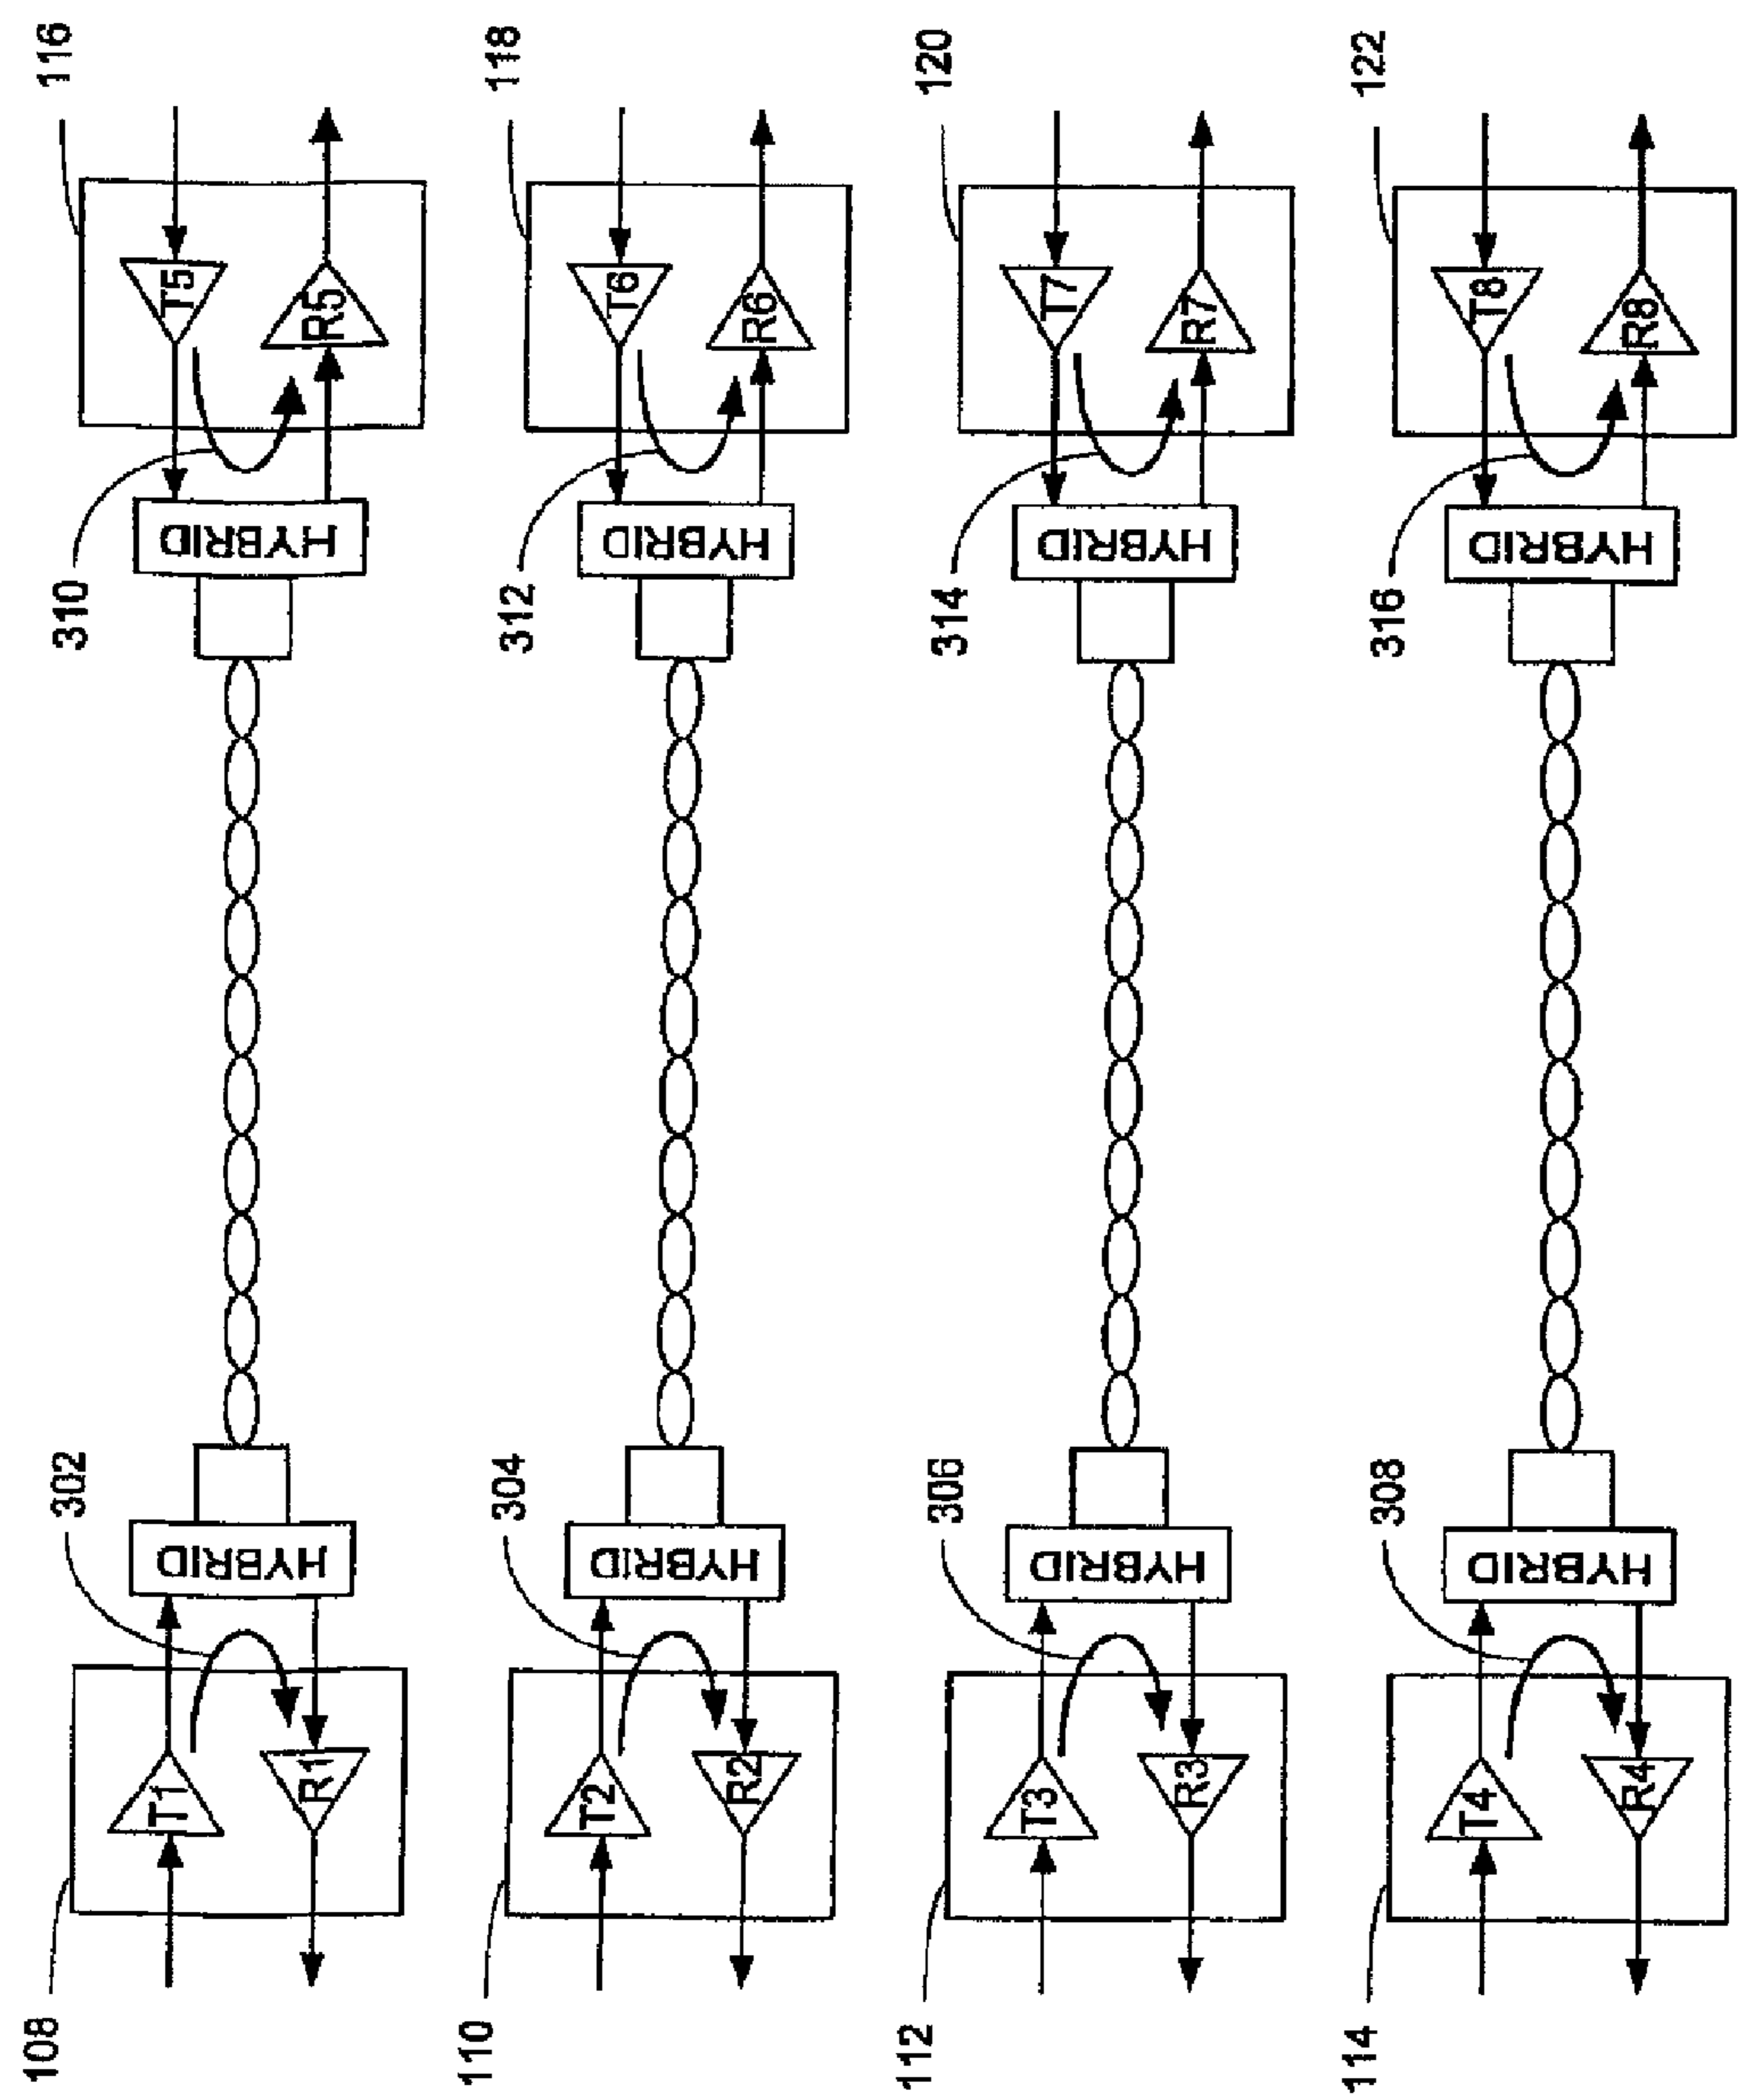 108
T1
R1
302
HYBRID
HYBRID
310
T5
R5
116
110
T2
R2
304
HYBRID
HYBRID
312
T6
R6
118
112
T3
R3
306
HYBRID
HYBRID
314
T7
R7
120
114
T4
R4
308
HYBRID
HYBRID
316
T8
R8
122